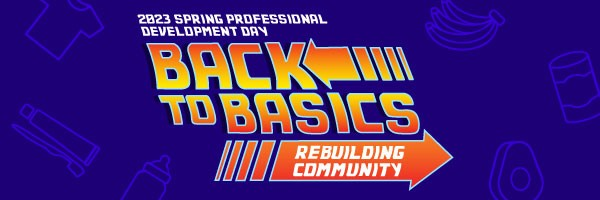 2023 SPRING PROFESSIONAL
DEVELOPMENT DAY
BACK
TO BASICS
REBUILDING
COMMUNITY